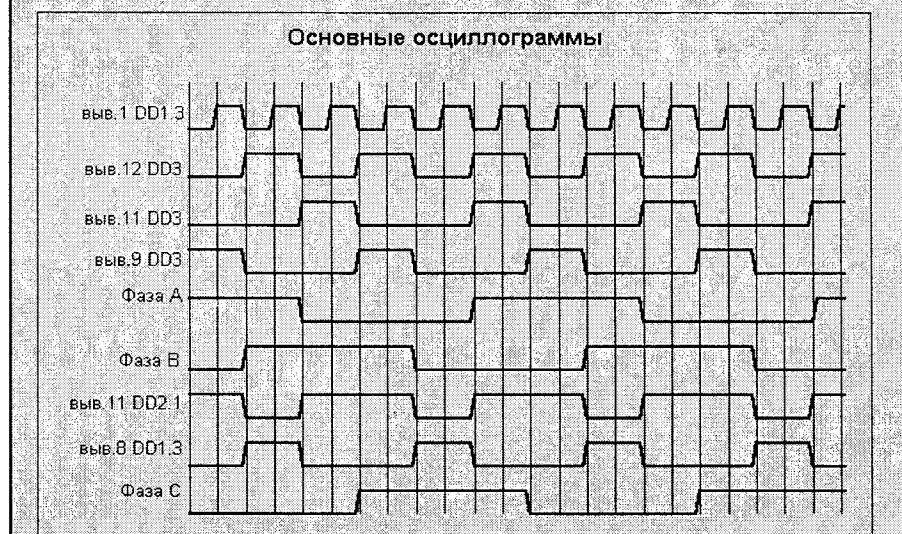 Основные осциллограммы
выв.1 DD1.3
выв.12 DD3
выв.11 DD3
выв.9 DD3
Фаза A
Фаза B
выв.11 DD2.1
выв.8 DD1.3
Фаза C